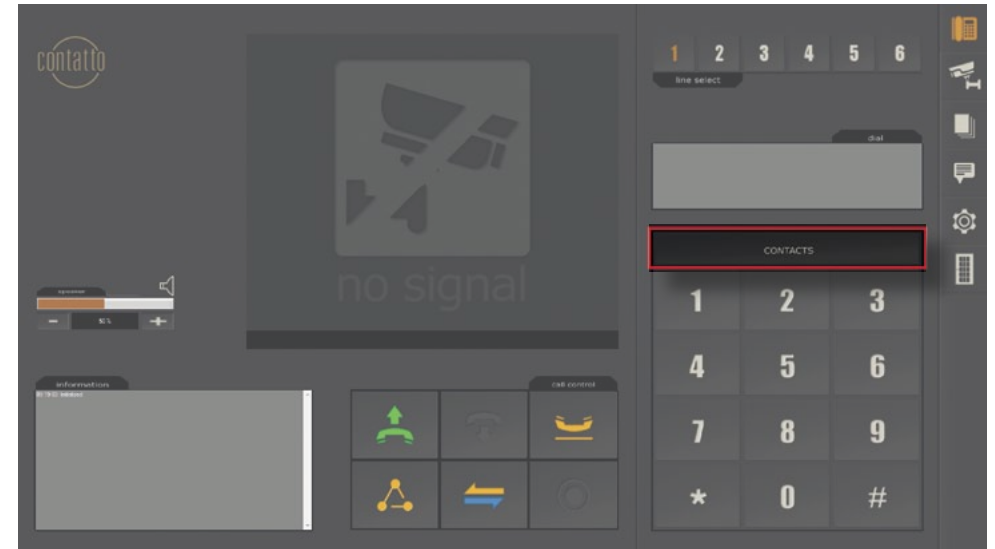 contatto
no signal
speaker
50%
information
call control
1 2 3 4 5 6
line select
dial
CONTACTS
1 2 3
4 5 6
7 8 9
* 0 #